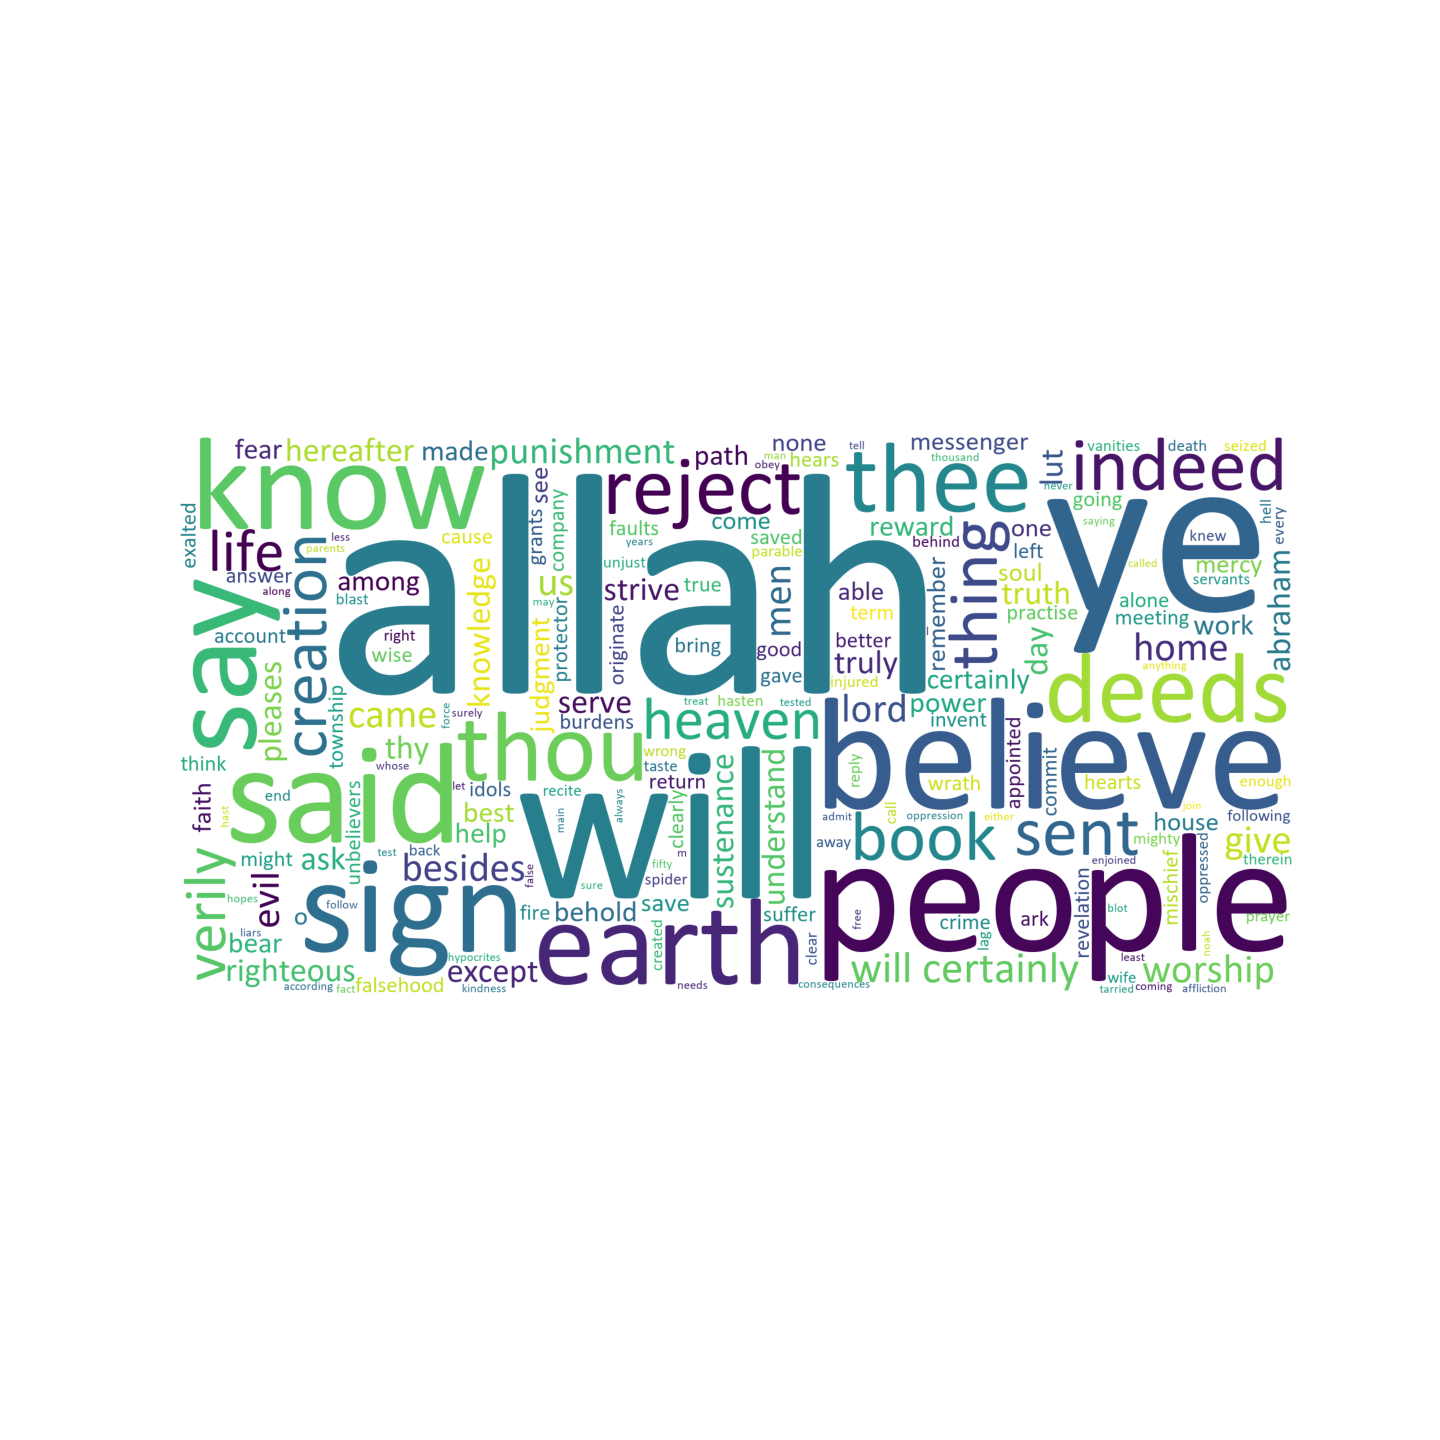 know
fear
hereafter
made
punishment
path
none
man
hears
obey
tell
messenger
thousand
thee
lut
indeed
vanities
death
seized
never
going
saying
ye
hell
every
exalted
life
less
parents
answer
along
creation
allah
reject
cause
grants
see
company
faults
years
come
saved
parable
unjust
reward
behind
thing
one
left
soul
truth
practise
called
knew
mercy
servants
abraham
say
account
pleases
township
among
blast
right
wise
knowledge
us
may
protector
judgment
originate
strive
true
bring
men
good
gave
able
term
better
truly
injured
remember
certainly
day
alone
meeting
work
home
anything
deeds
think
came
surely
force
serve
burdens
treat
hasten
tested
heaven
lord
power
invent
appointed
said
thy
whose
thou
wrong
taste
return
will
believe
reply
wrath
commit
hearts
enough
faith
hast
end
unbelievers
let
idols
best
help
recite
main
always
clearly
sustenance
understand
admit
call
oppression
either
join
following
verily
might
ask
test
back
besides
false
sure
fifty
m
spider
away
book
sent
house
mighty
give
therein
hopes
evil
o
follow
sign
fire
behold
save
suffer
people
free
crime
lage
ark
revelation
enjoined
blot
mischief
oppressed
prayer
liars
bear
righteous
hypocrites
except
earth
created
clear
will certainly
least
noah
worship
according
fact
falsehood
kindness
needs
consequences
wife
tarried
coming
affliction